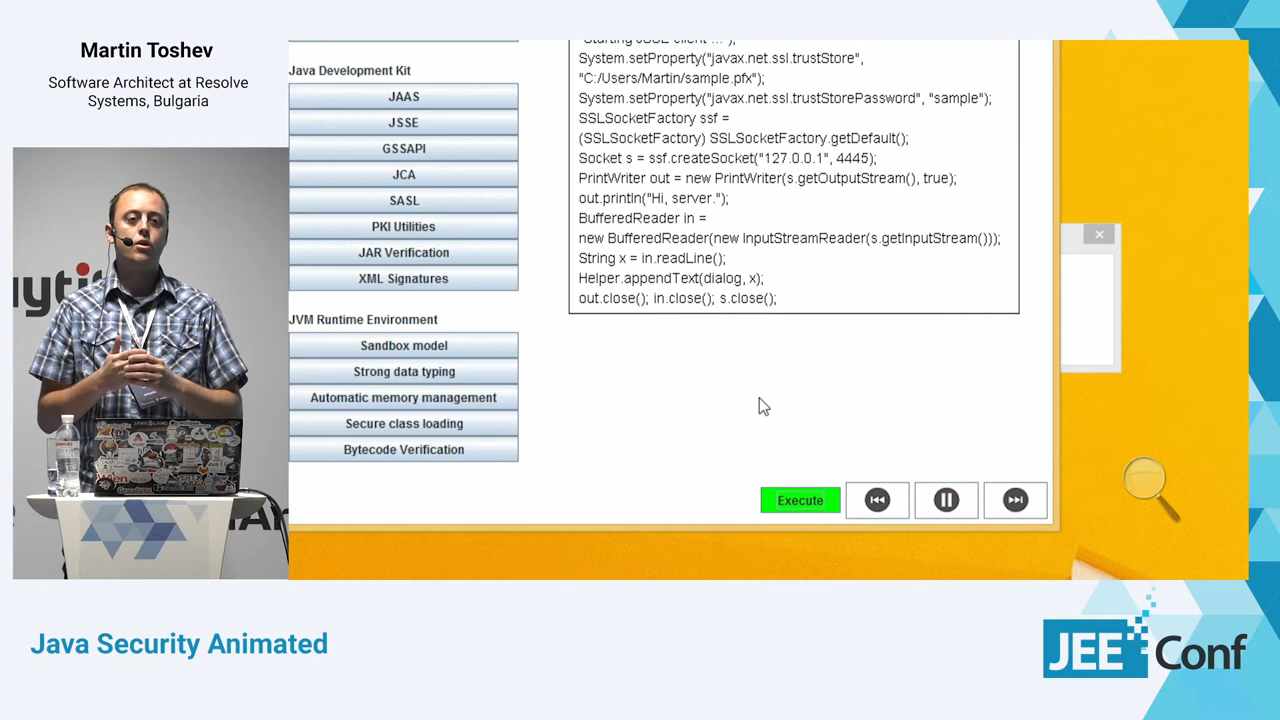 Martin Toshev
Software Architect at Resolve
Systems, Bulgaria
Java Development Kit
JAAS
JSSE
GSSAPI
JCA
SASL
PKI Utilities
JAR Verification
XML Signatures
JVM Runtime Environment
Sandbox model
Strong data typing
Automatic memory management
Secure class loading
Bytecode Verification
"Starting JSSE client ...");
System.setProperty("javax.net.ssl.trustStore",
"C:/Users/Martin/sample.pfx");
System.setProperty("javax.net.ssl.trustStorePassword", "sample");
SSLSocketFactory ssf =
(SSLSocketFactory) SSLSocketFactory.getDefault();
Socket s = ssf.createSocket("127.0.0.1", 4445);
PrintWriter out = new PrintWriter(s.getOutputStream(), true);
out.println("Hi, server.");
BufferedReader in =
new BufferedReader(new InputStreamReader(s.getInputStream()));
String x = in.readLine();
Helper.appendText(dialog, x);
out.close(); in.close(); s.close();
Execute
Java Security Animated
JEE Conf